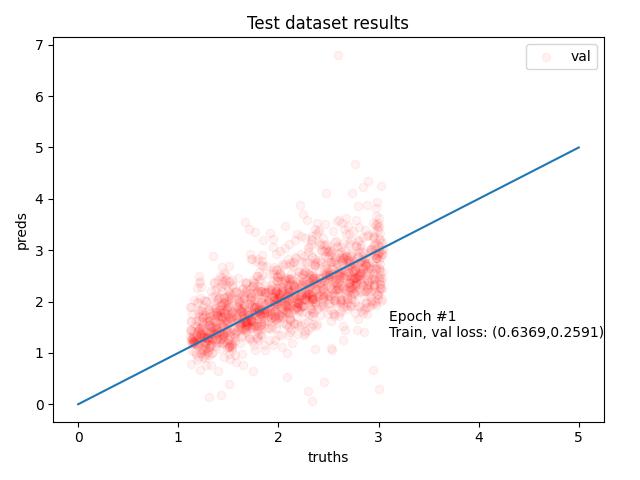 Test dataset results
val
7
6
5
4
3
2
1
0
preds
Epoch #1
Train, val loss: (0.6369,0.2591)
0
1
2
3
4
5
truths